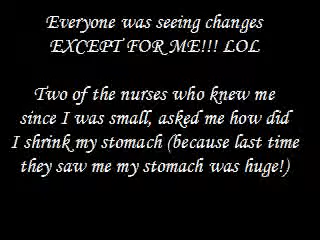 Everyone was seeing changes
EXCEPT FOR ME!!! LOL
Two of the nurses who knew me
since I was small, asked me how did
I shrink my stomach (because last time
they saw me my stomach was huge!)